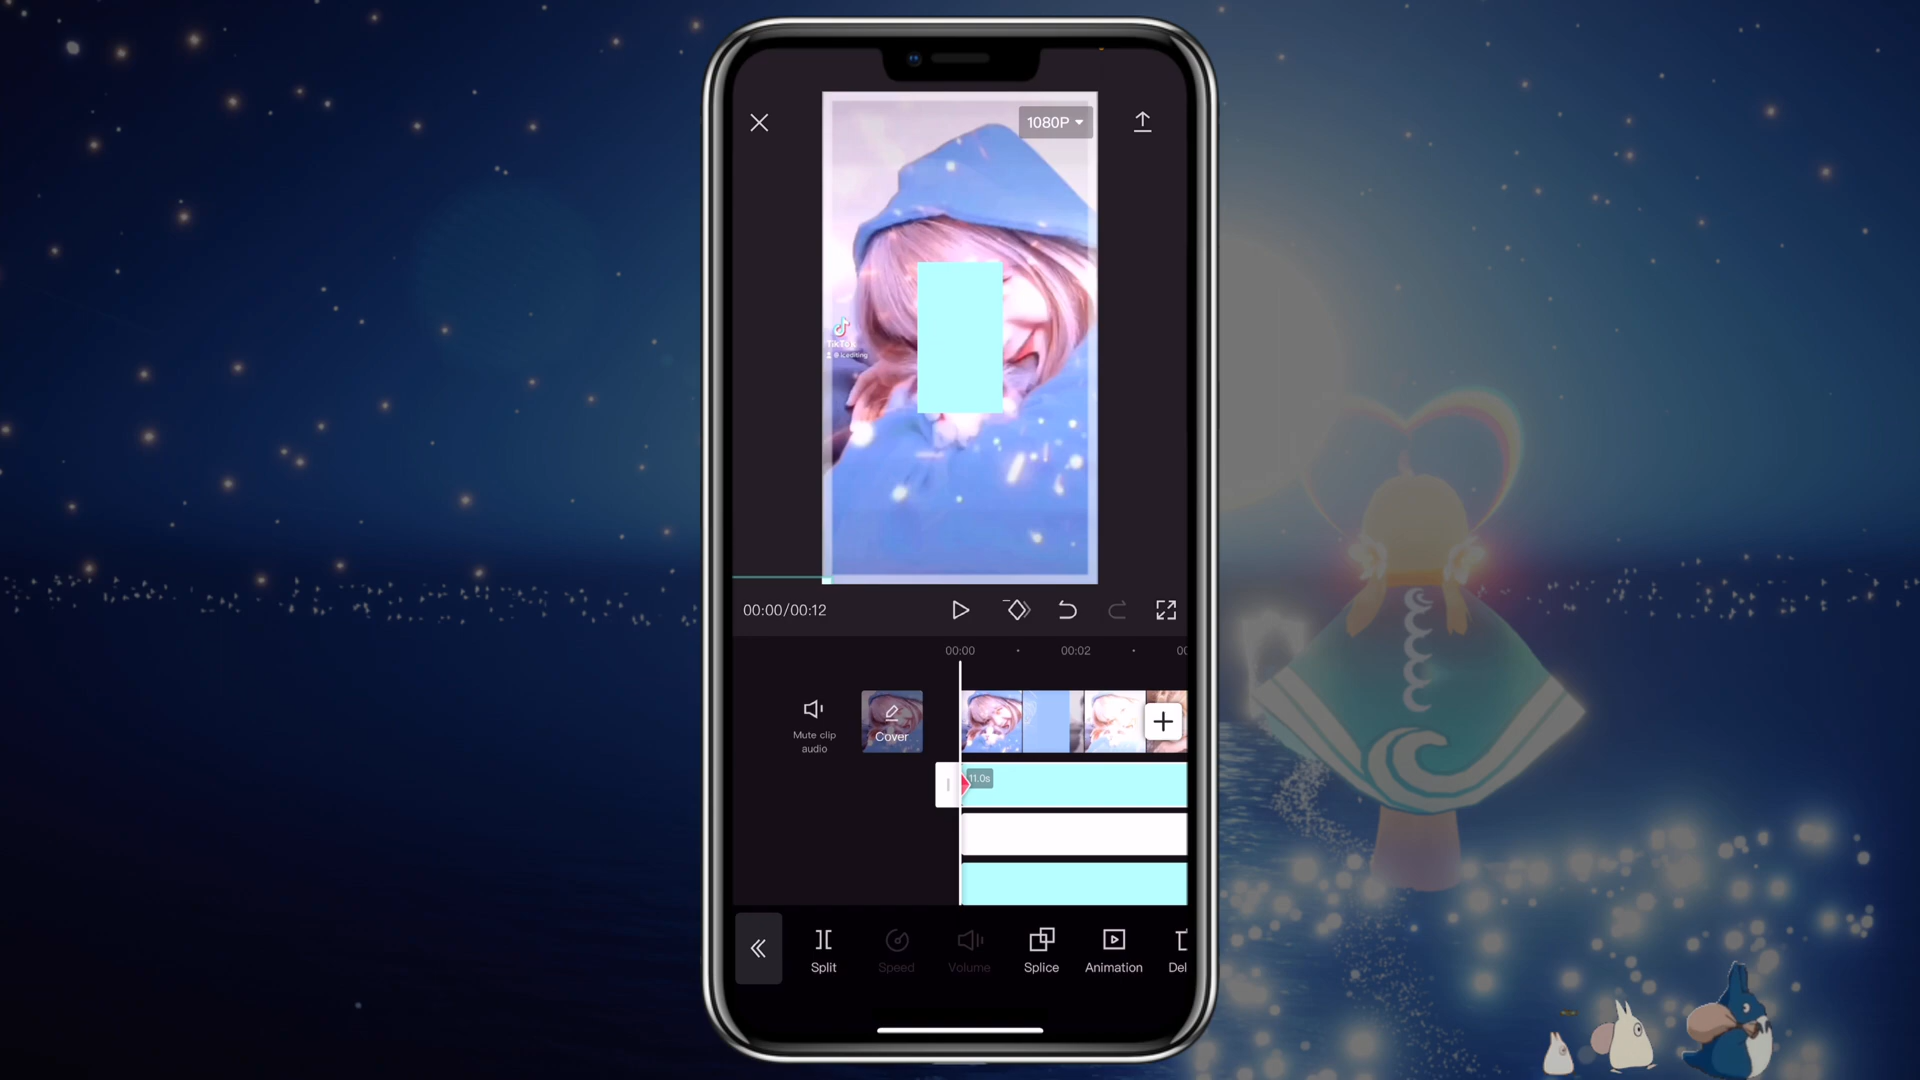 1080P
TikTok
00:00/00:12
00:00
00:02
Mute clip
audio
Cover
11.0s
Split
Speed
Volume
Splice
Animation
Del